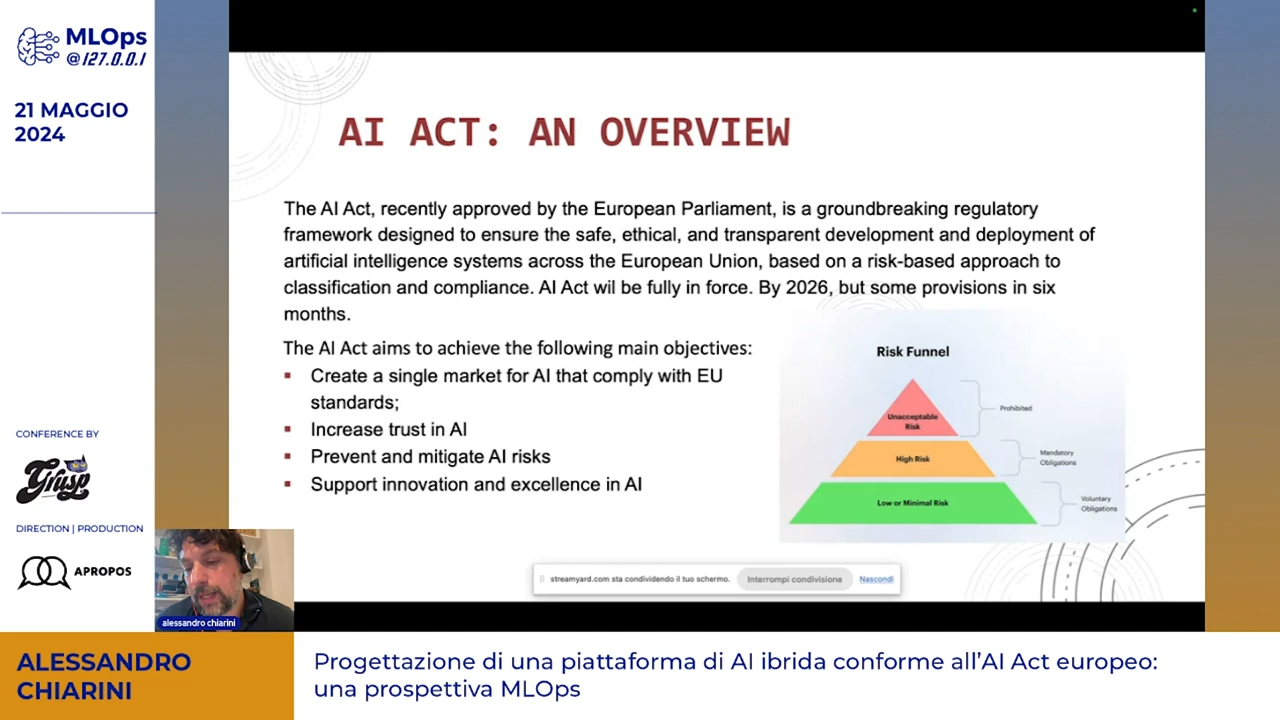 MLOps
@127.0.0.1
21 MAGGIO
2024
CONFERENCE BY
Grusp
DIRECTION | PRODUCTION
APROPOS
AI ACT: AN OVERVIEW
The AI Act, recently approved by the European Parliament, is a groundbreaking regulatory
framework designed to ensure the safe, ethical, and transparent development and deployment of
artificial intelligence systems across the European Union, based on a risk-based approach to
classification and compliance. AI Act wil be fully in force. By 2026, but some provisions in six
months.
The AI Act aims to achieve the following main objectives:
▪ Create a single market for AI that comply with EU
standards;
▪ Increase trust in AI
▪ Prevent and mitigate AI risks
▪ Support innovation and excellence in AI
Risk Funnel
Unacceptable
Risk
Prohibited
High Risk
Mandatory
Obligations
Low or Minimal Risk
Voluntary
Obligations
streamyard.com sta condividendo il tuo schermo. Interrompi condivisione Nascondi
alessandro chiarini
ALESSANDRO
CHIARINI
Progettazione di una piattaforma di AI ibrida conforme all'AI Act europeo:
una prospettiva MLOps